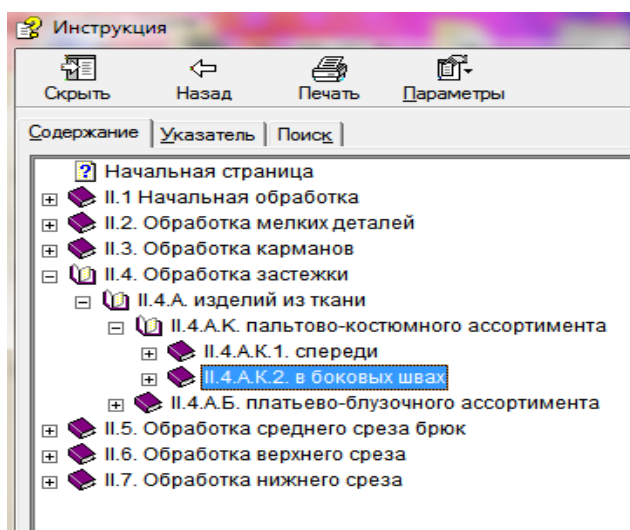 Инструкция
Скрыть Назад Печать Параметры
Содержание Указатель Поиск
Начальная страница
II.1 Начальная обработка
II.2. Обработка мелких деталей
II.3. Обработка карманов
II.4. Обработка застежки
II.4.А. изделий из ткани
II.4.А.К. пальтово-костюмного ассортимента
II.4.А.К.1. спереди
II.4.А.К.2. в боковых швах
II.4.А.Б. платьево-блузочного ассортимента
II.5. Обработка среднего среза брюк
II.6. Обработка верхнего среза
II.7. Обработка нижнего среза